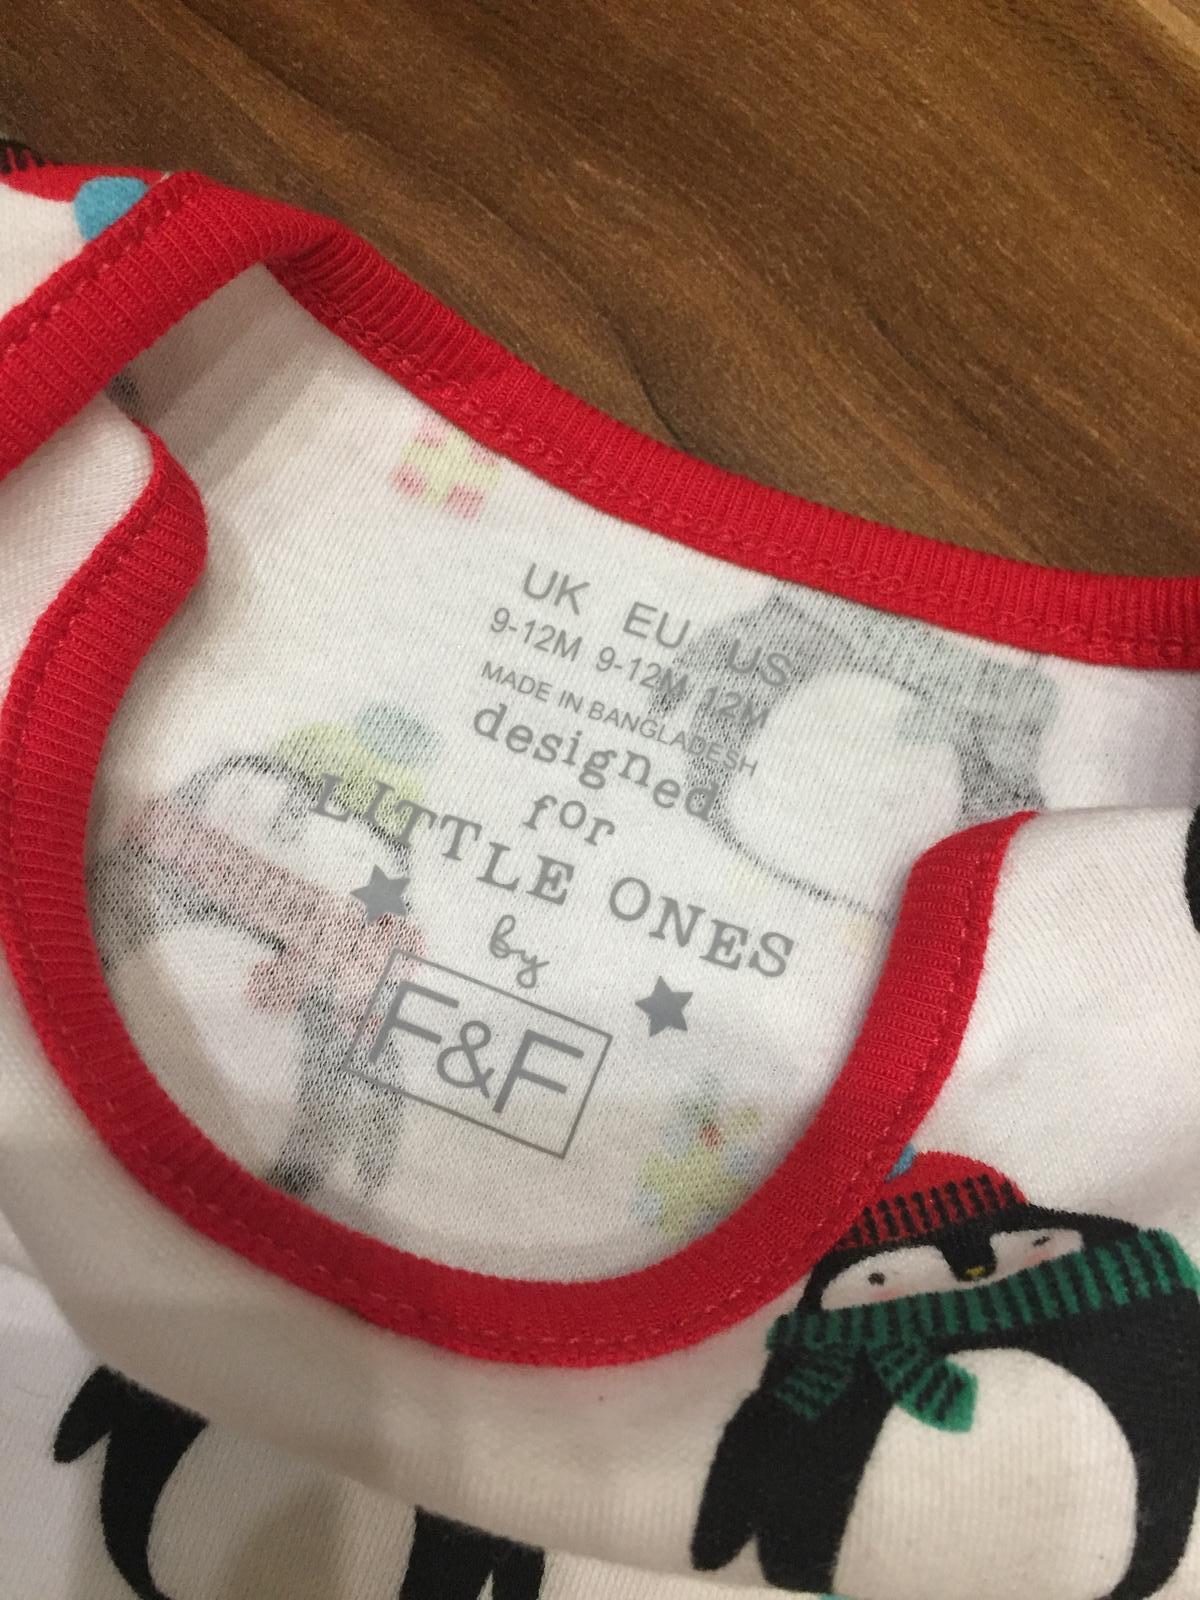 UK EU US
9-12M 9-12M 12M
MADE IN BANGLADESH
designed
for
LITTLE ONES
by
F&F